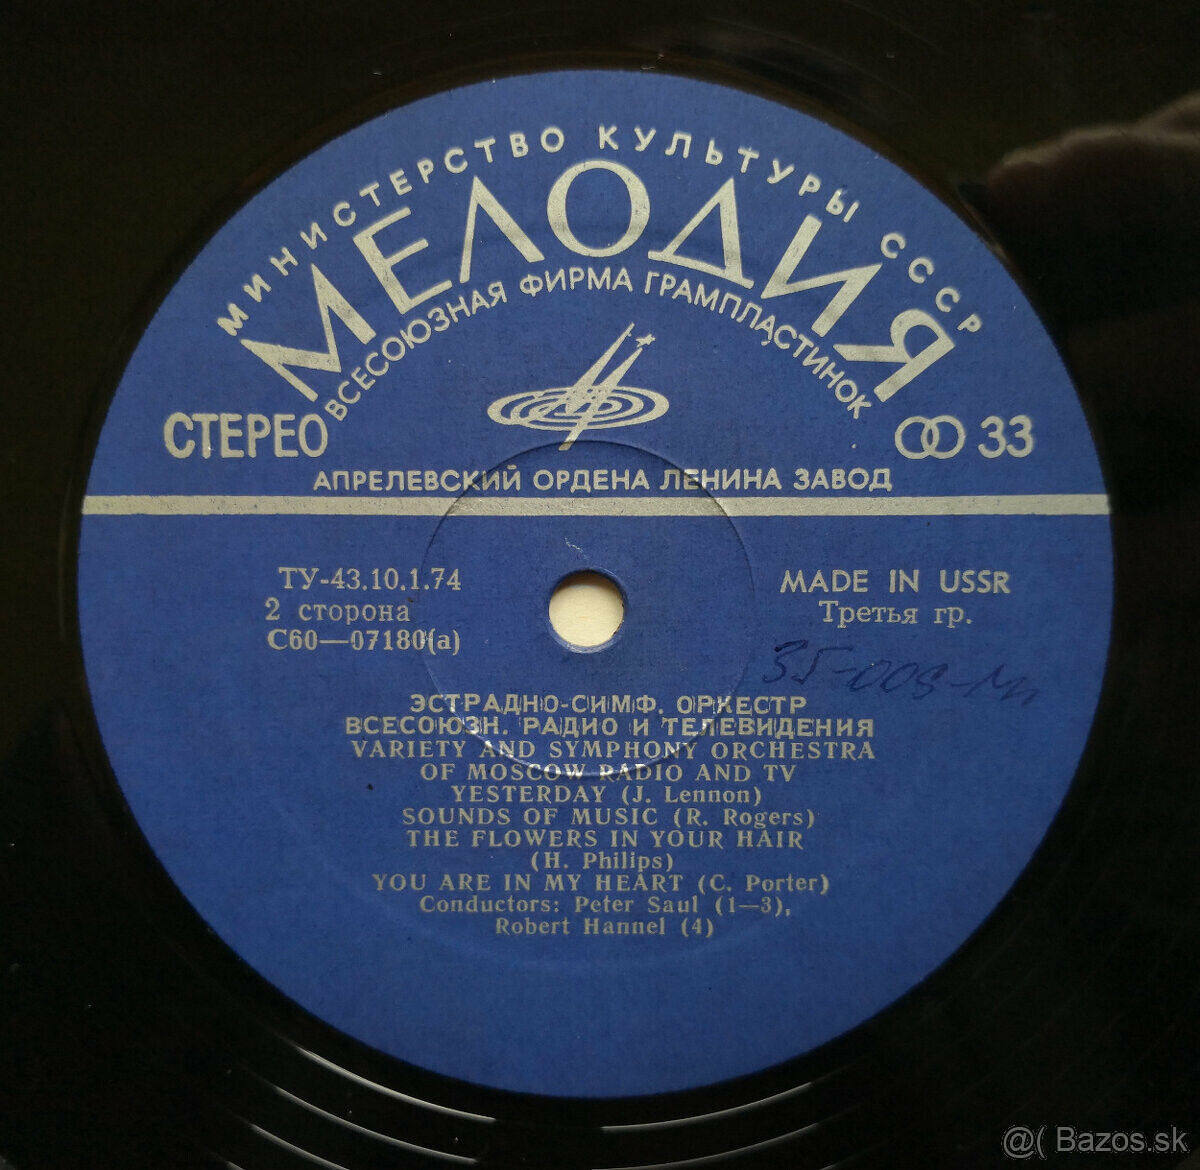 МИНИСТЕРСТВО КУЛЬТУРЫ СССР
МЕЛОДИЯ
ВСЕСОЮЗНАЯ ФИРМА ГРАМПЛАСТИНОК
СТЕРЕО
33
АПРЕЛЕВСКИЙ ОРДЕНА ЛЕНИНА ЗАВОД
ТУ-43.10.1.74
2 сторона
С60—07180(а)
MADE IN USSR
Третья гр.
ЭСТРАДНО-СИМФ. ОРКЕСТР
ВСЕСОЮЗН. РАДИО И ТЕЛЕВИДЕНИЯ
VARIETY AND SYMPHONY ORCHESTRA
OF MOSCOW RADIO AND TV
YESTERDAY (J. Lennon)
SOUNDS OF MUSIC (R. Rogers)
THE FLOWERS IN YOUR HAIR
(H. Philips)
YOU ARE IN MY HEART (C. Porter)
Conductors: Peter Saul (1—3),
Robert Hannel (4)
@( Bazos.sk